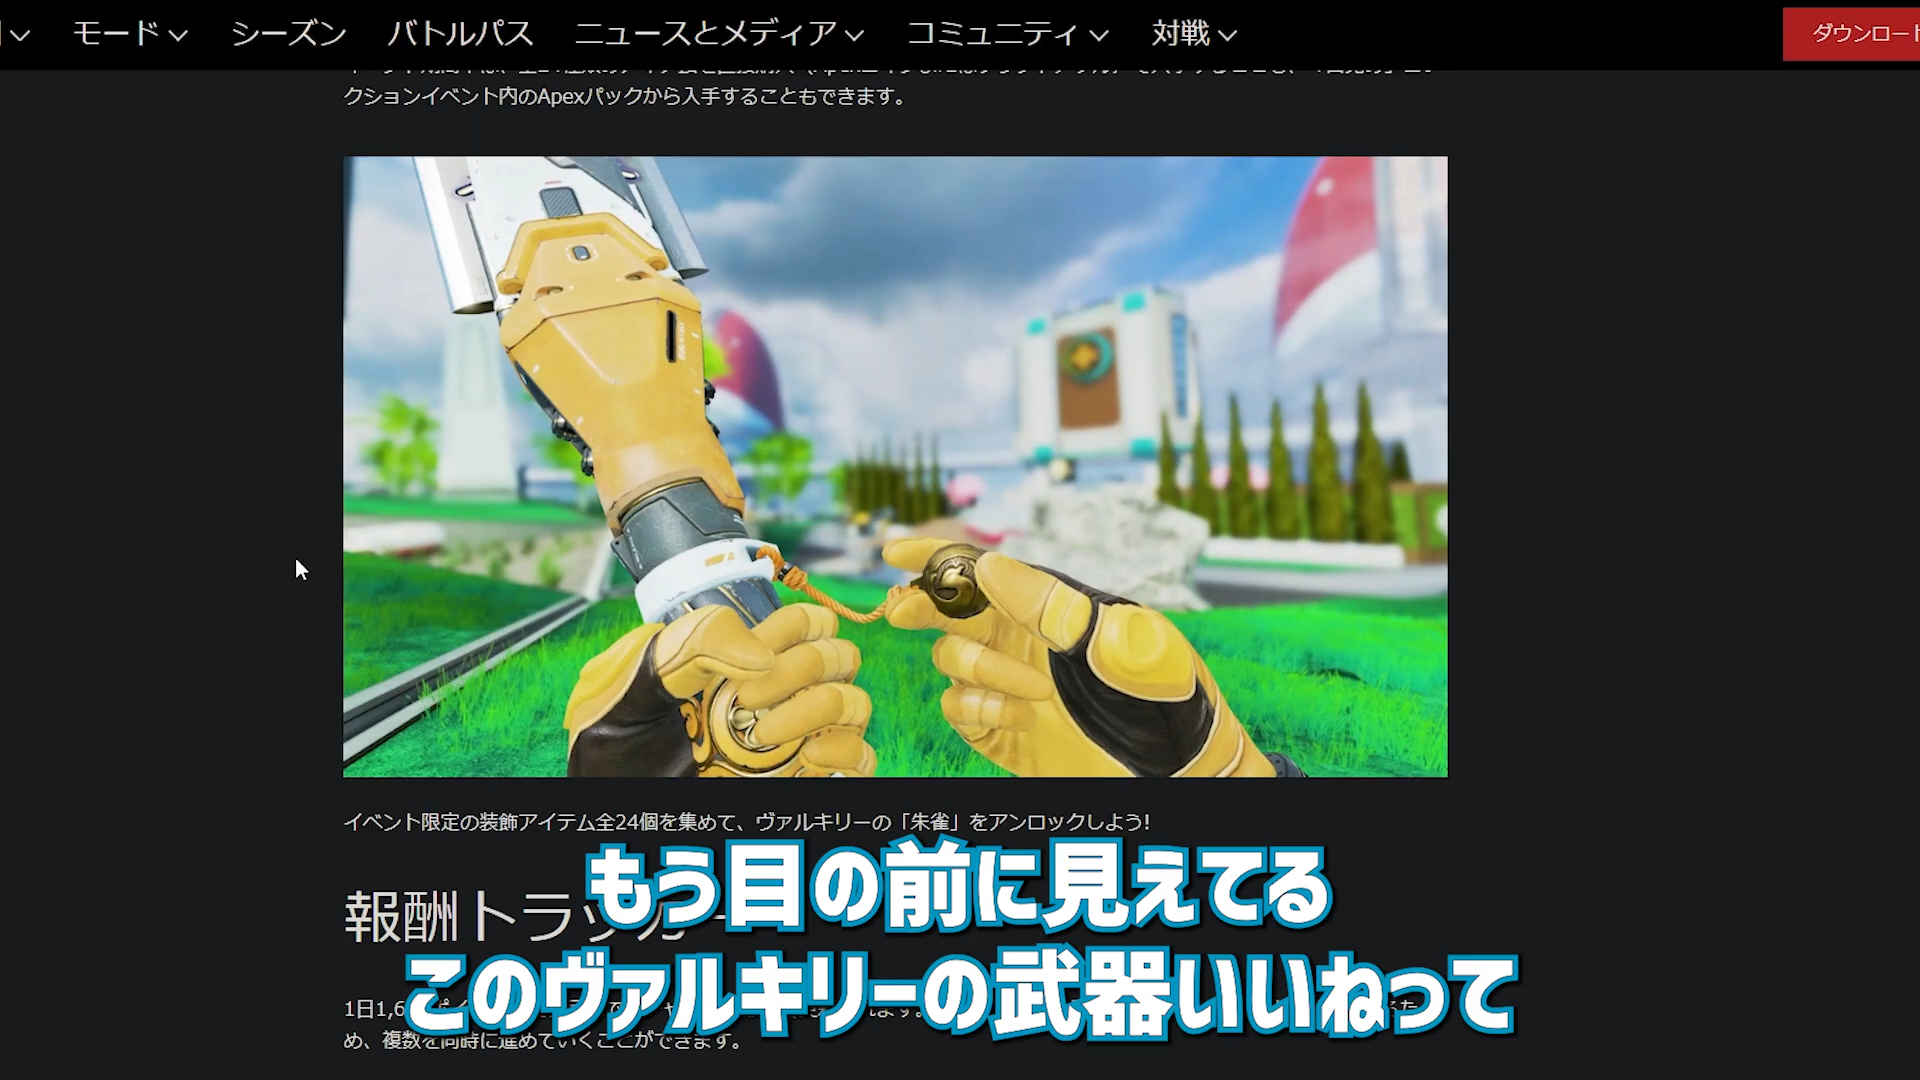 モード シーズン バトルパス ニュースとメディア コミュニティ 対戦 ダウンロード
クションイベント内のApexパックから入手することもできます。
イベント限定の装飾アイテム全24個を集めて、ヴァルキリーの「朱雀」をアンロックしよう!
もう目の前に見えてる
報酬トラッカー
このヴァルキリーの武器いいねって
1日1,6
め、複数を同時に進めていくことができます。